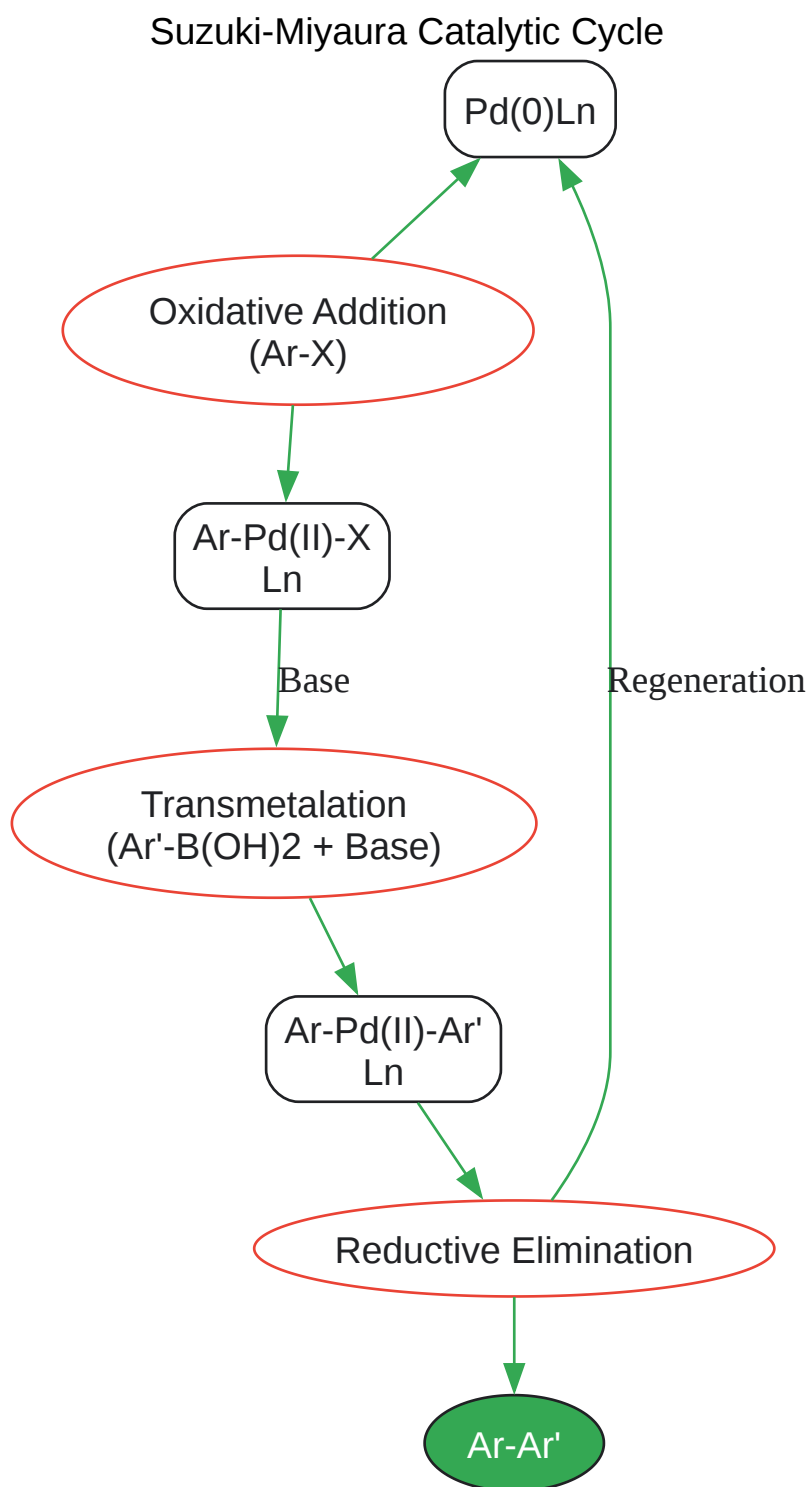 Suzuki-Miyaura Catalytic Cycle
Pd(0)Ln
Oxidative Addition
(Ar-X)
Ar-Pd(II)-X
Ln
Base
Regeneration
Transmetalation
(Ar'-B(OH)2 + Base)
Ar-Pd(II)-Ar'
Ln
Reductive Elimination
Ar-Ar'